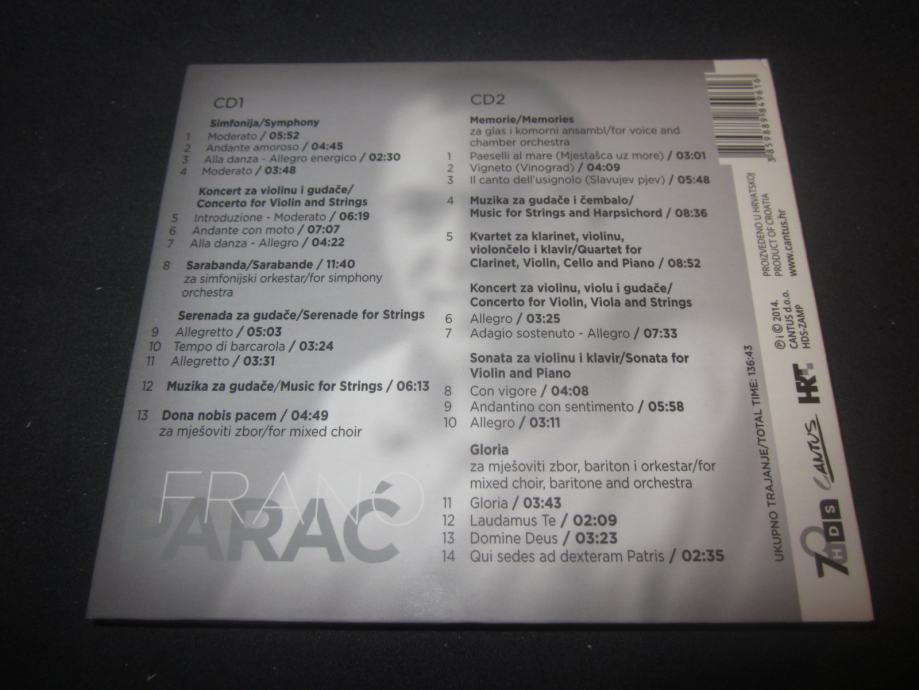 CD1
Simfonija/Symphony
1 Moderato / 05:52
2 Andante amoroso / 04:45
3 Alla danza - Allegro energico / 02:30
4 Moderato / 03:48
Koncert za violinu i gudače/
Concerto for Violin and Strings
5 Introduzione - Moderato / 06:19
6 Andante con moto / 07:07
7 Alla danza - Allegro / 04:22
8 Sarabanda/Sarabande / 11:40
za simfonijski orkestar/for simphony
orchestra
Serenada za gudače/Serenade for Strings
9 Allegretto / 05:03
10 Tempo di barcarola / 03:24
11 Allegretto / 03:31
12 Muzika za gudače/Music for Strings / 06:13
13 Dona nobis pacem / 04:49
za mješoviti zbor/for mixed choir
FRANO
PARAĆ
CD2
Memorie/Memories
za glas i komorni ansambl/for voice and
chamber orchestra
1 Paeselli al mare (Mjestašca uz more) / 03:01
2 Vigneto (Vinograd) / 04:09
3 Il canto dell'usignolo (Slavujev pjev) / 05:48
4 Muzika za gudače i čembalo/
Music for Strings and Harpsichord / 08:36
5 Kvartet za klarinet, violinu,
violončelo i klavir/Quartet for
Clarinet, Violin, Cello and Piano / 08:52
Koncert za violinu, violu i gudače/
Concerto for Violin, Viola and Strings
6 Allegro / 03:25
7 Adagio sostenuto - Allegro / 07:33
Sonata za violinu i klavir/Sonata for
Violin and Piano
8 Con vigore / 04:08
9 Andantino con sentimento / 05:58
10 Allegro / 03:11
Gloria
za mješoviti zbor, bariton i orkestar/for
mixed choir, baritone and orchestra
11 Gloria / 03:43
12 Laudamus Te / 02:09
13 Domine Deus / 03:23
14 Qui sedes ad dexteram Patris / 02:35
UKUPNO TRAJANJE/TOTAL TIME: 136:43
3 859889 849616
PROIZVEDENO U HRVATSKOJ
PRODUCT OF CROATIA
www.cantus.hr
℗ i © 2014.
CANTUS d.o.o.
HDS-ZAMP
HRT
CANTUS
70
HDS